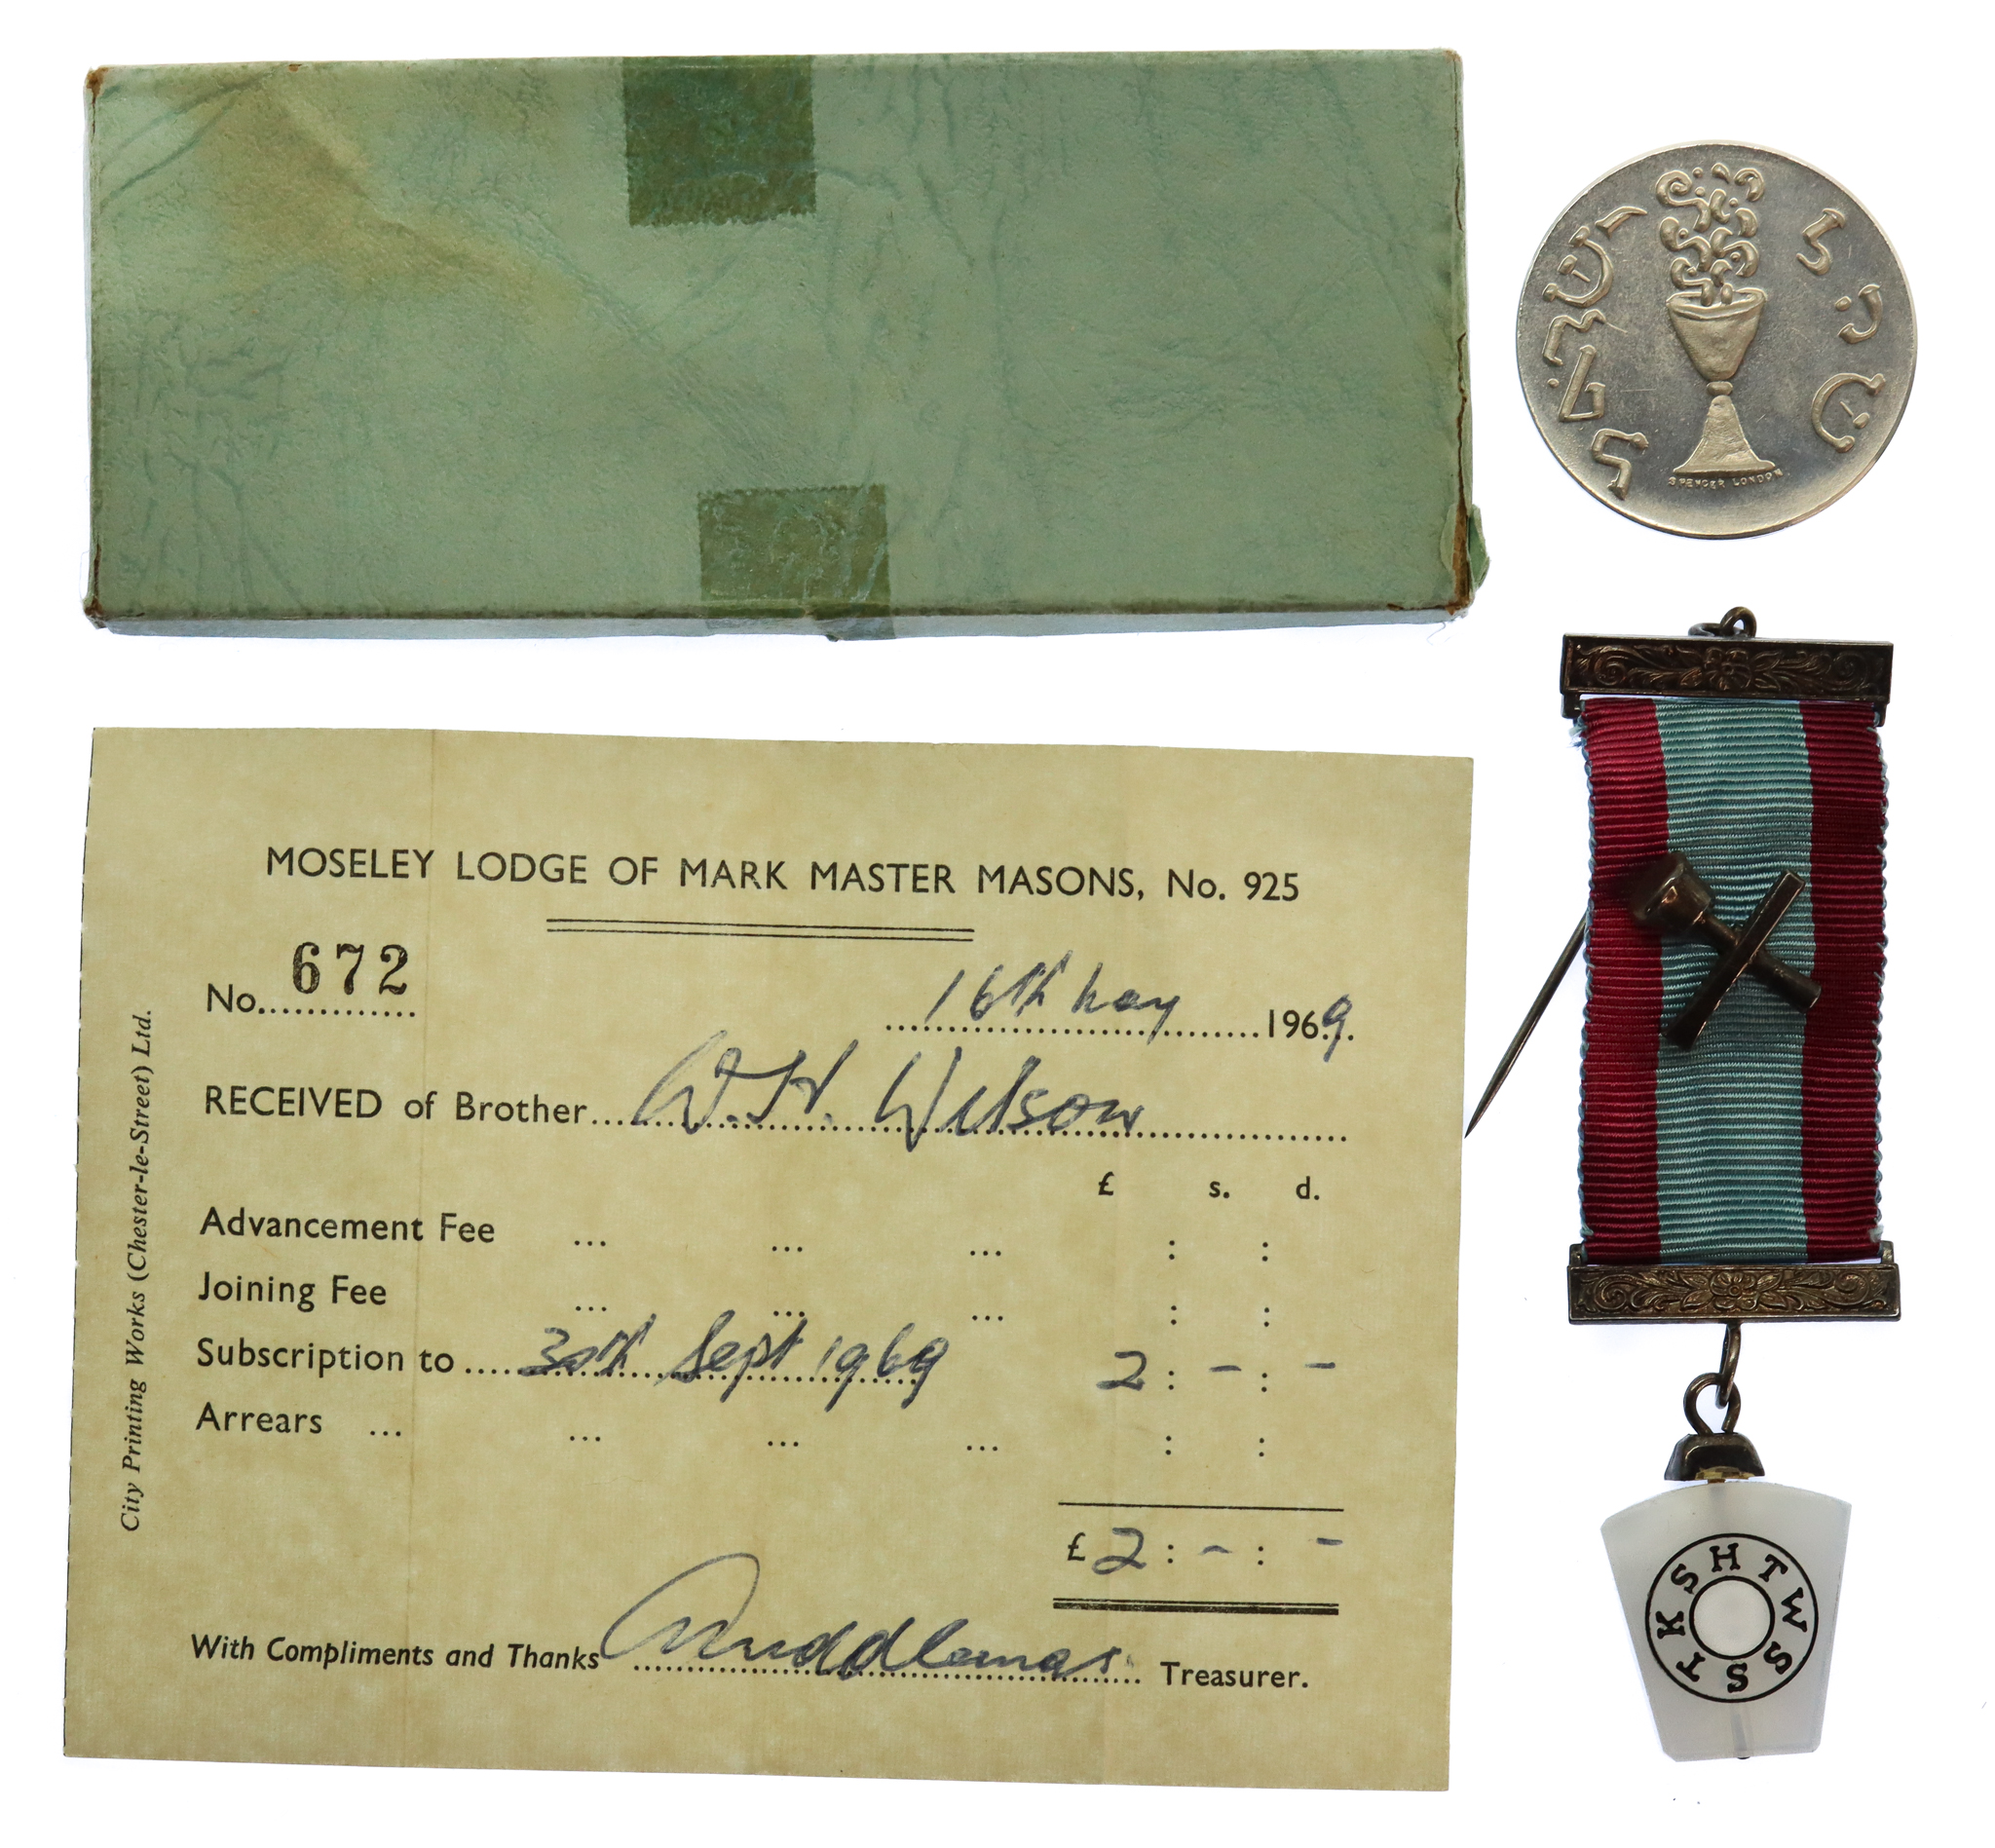 MOSELEY LODGE OF MARK MASTER MASONS, No. 925
No. 672
16th May 1969.
RECEIVED of Brother W. H. Wilson
£ s. d.
Advancement Fee ... ... ... : :
Joining Fee ... ... ... : :
Subscription to 30th Sept 1969 2 : - : -
Arrears ... ... ... ... : :
£ 2 : - : -
With Compliments and Thanks Treasurer.
City Printing Works (Chester-le-Street) Ltd.
SPENCER LONDON
HTWSSTKS